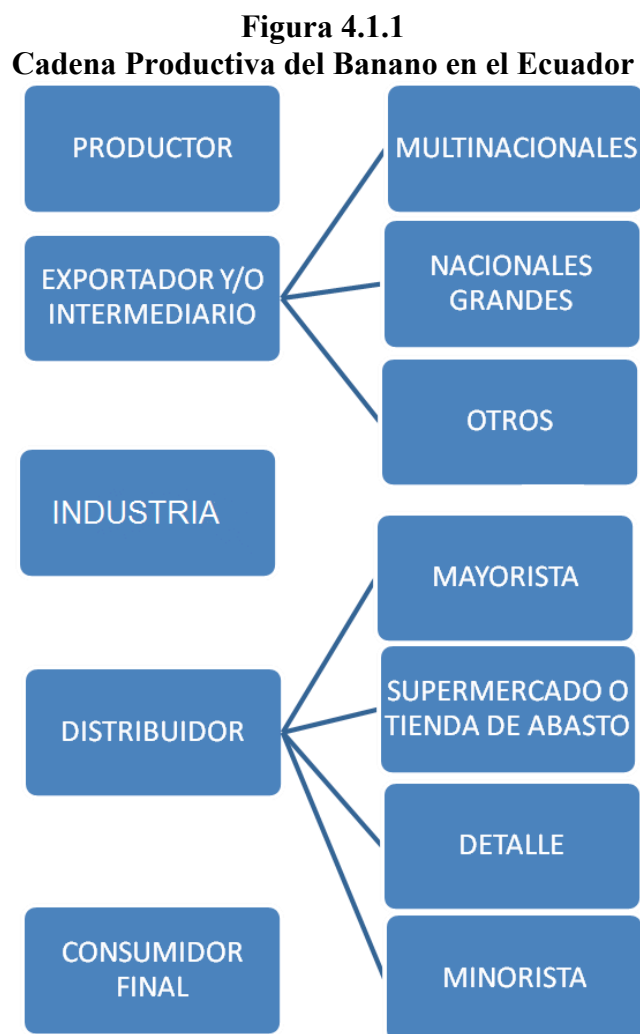 Figura 4.1.1
Cadena Productiva del Banano en el Ecuador
PRODUCTOR
MULTINACIONALES
EXPORTADOR Y/O
INTERMEDIARIO
NACIONALES
GRANDES
OTROS
INDUSTRIA
MAYORISTA
DISTRIBUIDOR
SUPERMERCADO O
TIENDA DE ABASTO
DETALLE
MINORISTA
CONSUMIDOR
FINAL